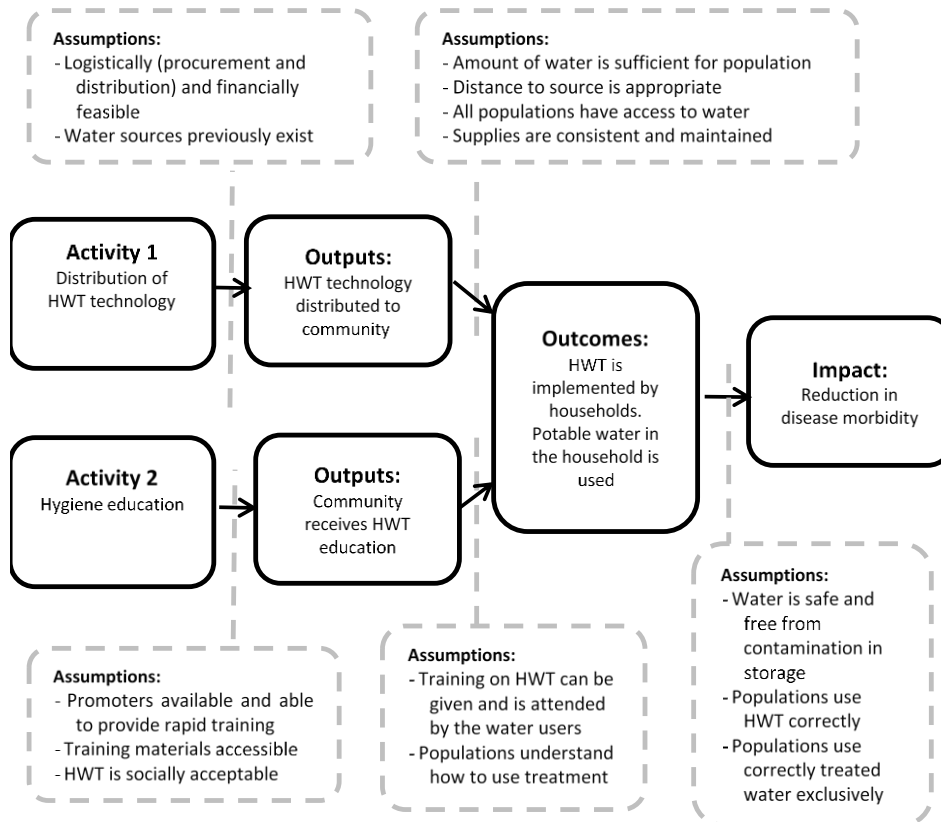 Assumptions:
- Logistically (procurement and
distribution) and financially
feasible
- Water sources previously exist
Assumptions:
- Amount of water is sufficient for population
- Distance to source is appropriate
- All populations have access to water
- Supplies are consistent and maintained
Activity 1
Distribution of
HWT technology
Outputs:
HWT technology
distributed to
community
Outcomes:
HWT is
implemented by
households.
Potable water in
the household is
used
Impact:
Reduction in
disease morbidity
Activity 2
Hygiene education
Outputs:
Community
receives HWT
education
Assumptions:
- Promoters available and able
to provide rapid training
- Training materials accessible
- HWT is socially acceptable
Assumptions:
- Training on HWT can be
given and is attended
by the water users
- Populations understand
how to use treatment
Assumptions:
- Water is safe and
free from
contamination in
storage
- Populations use
HWT correctly
- Populations use
correctly treated
water exclusively